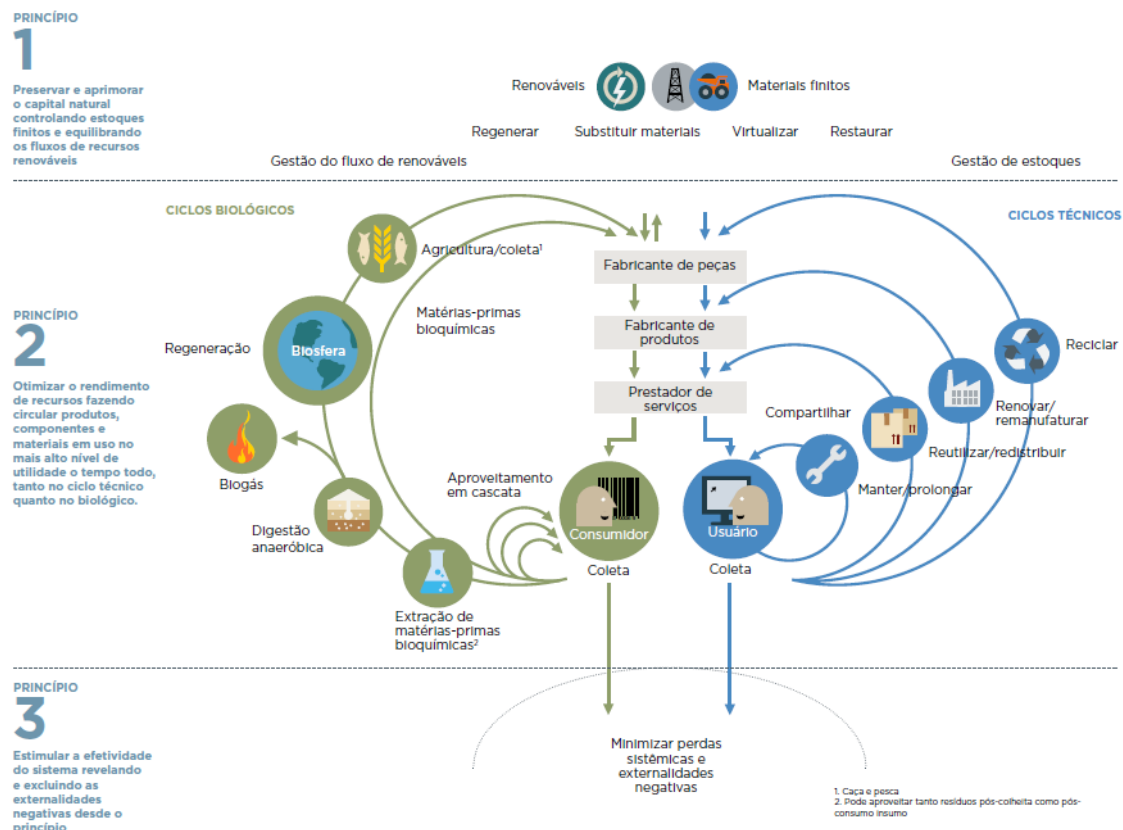 PRINCÍPIO
1
Preservar e aprimorar
o capital natural
controlando estoques
finitos e equilibrando
os fluxos de recursos
renováveis
Renováveis
Materiais finitos
Regenerar
Substituir materiais
Virtualizar
Restaurar
Gestão do fluxo de renováveis
Gestão de estoques
PRINCÍPIO
2
Otimizar o rendimento
de recursos fazendo
circular produtos,
componentes e
materiais em uso no
mais alto nível de
utilidade o tempo todo,
tanto no ciclo técnico
quanto no biológico.
CICLOS BIOLÓGICOS
CICLOS TÉCNICOS
Agricultura/coleta¹
Matérias-primas
bioquímicas
Regeneração
Biosfera
Biogás
Digestão
anaeróbica
Extração de
matérias-primas
bioquímicas²
Aproveitamento
em cascata
Fabricante de peças
Fabricante de
produtos
Prestador de
serviços
Consumidor
Coleta
Usuário
Coleta
Compartilhar
Manter/prolongar
Reutilizar/redistribuir
Renovar/
remanufaturar
Reciclar
PRINCÍPIO
3
Estimular a efetividade
do sistema revelando
e excluindo as
externalidades
negativas desde o
princípio
Minimizar perdas
sistêmicas e
externalidades
negativas
1. Caça e pesca
2. Pode aproveitar tanto resíduos pós-colheita como pós-
consumo insumo